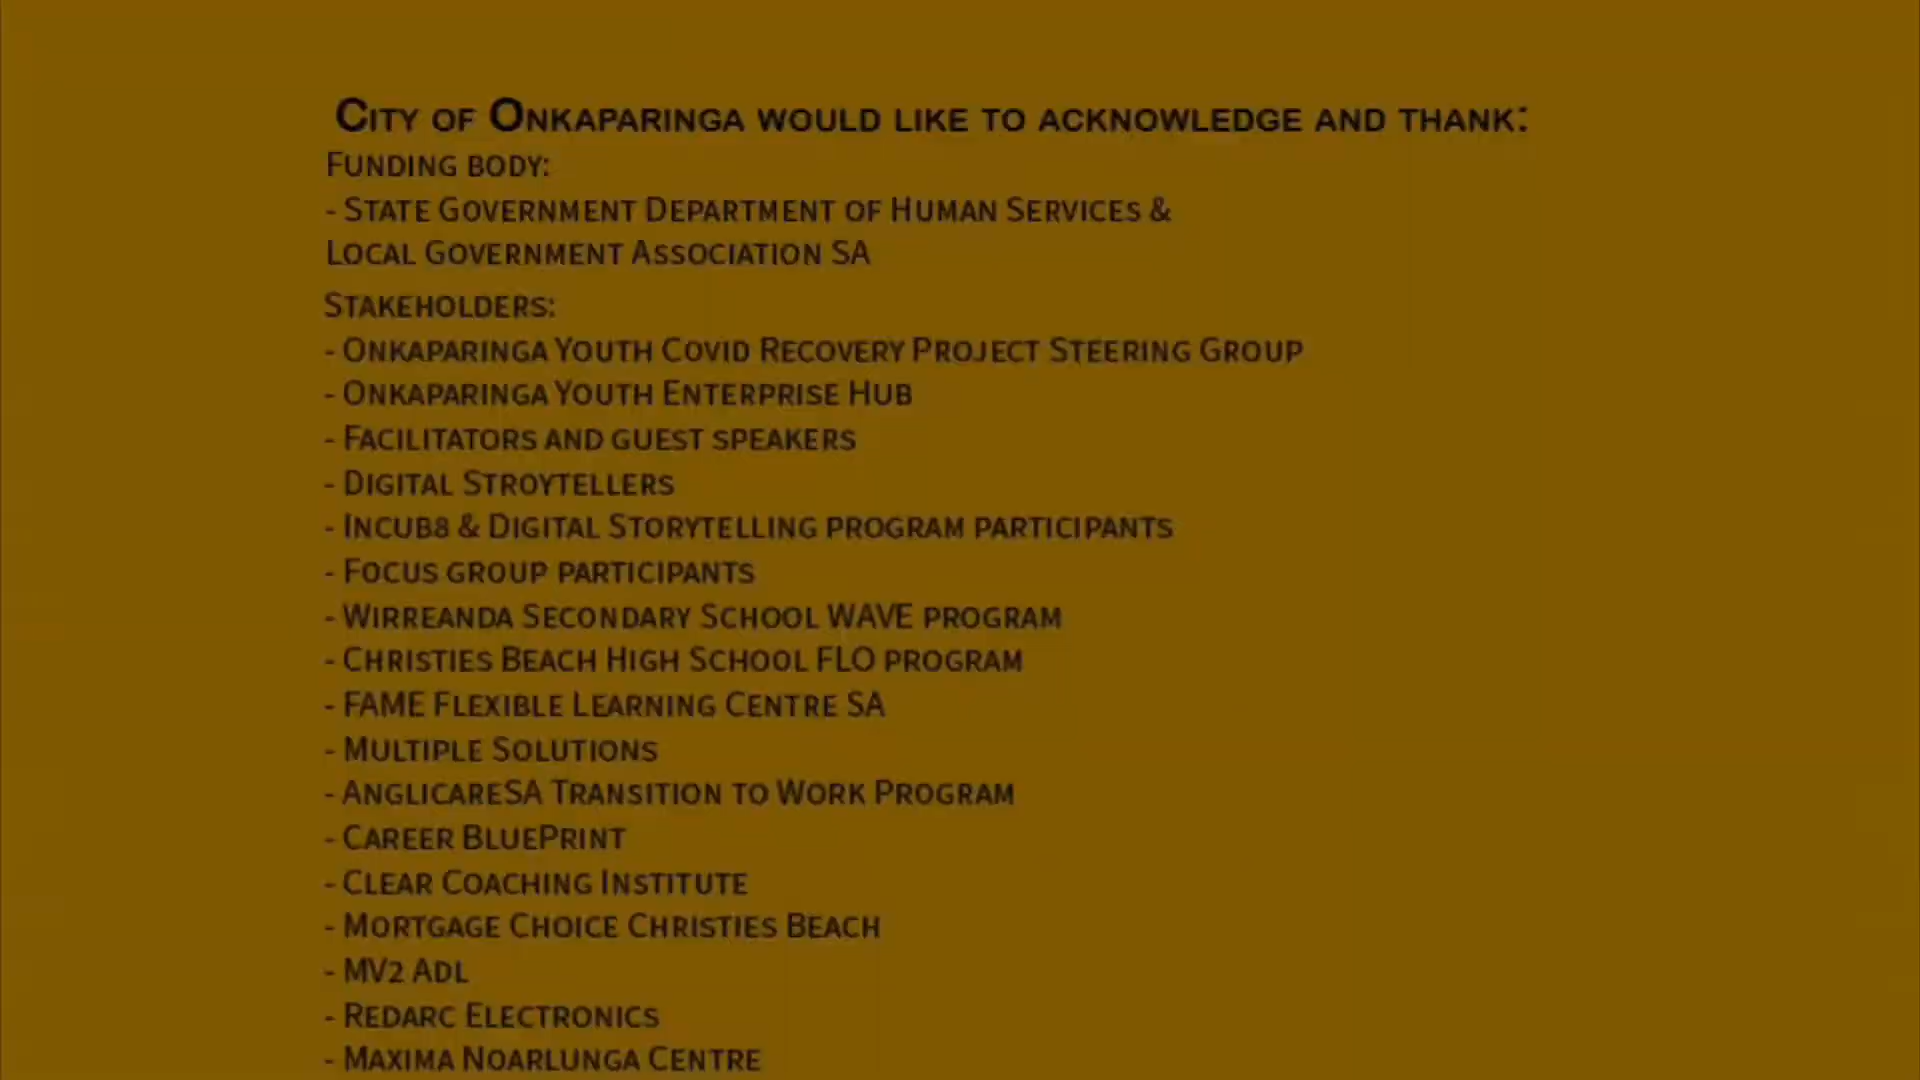 City of Onkaparinga would like to acknowledge and thank:
Funding body:
- State Government Department of Human Services &
Local Government Association SA
Stakeholders:
- Onkaparinga Youth Covid Recovery Project Steering Group
- Onkaparinga Youth Enterprise Hub
- Facilitators and guest speakers
- Digital Stroytellers
- Incub8 & Digital Storytelling program participants
- Focus group participants
- Wirreanda Secondary School WAVE program
- Christies Beach High School FLO program
- FAME Flexible Learning Centre SA
- Multiple Solutions
- AnglicareSA Transition to Work Program
- Career BluePrint
- Clear Coaching Institute
- Mortgage Choice Christies Beach
- MV2 Adl
- Redarc Electronics
- Maxima Noarlunga Centre